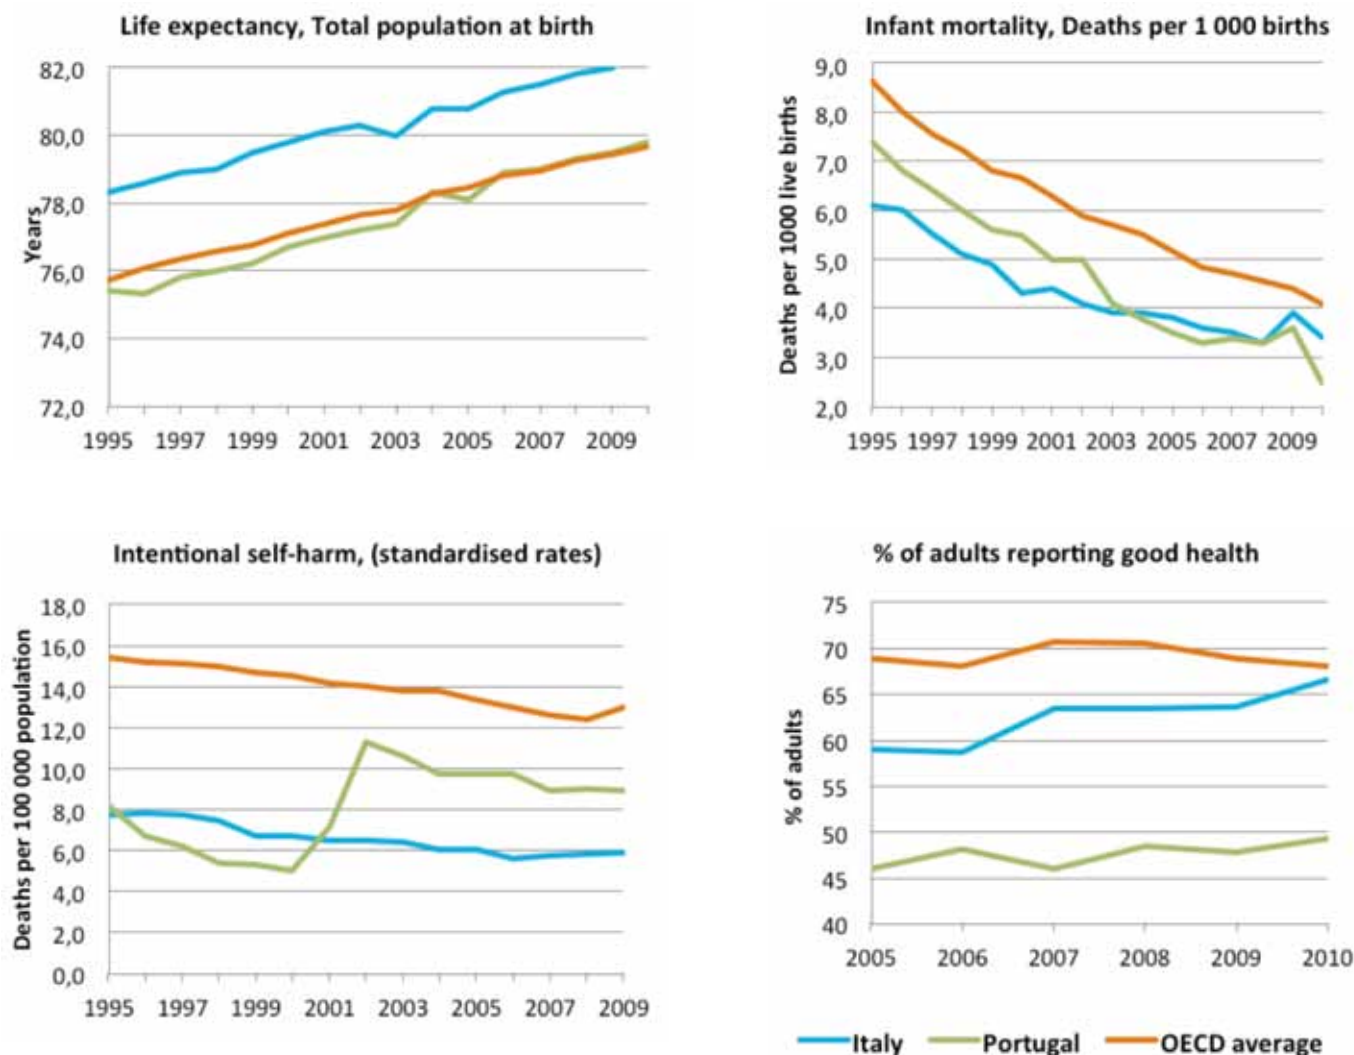 Life expectancy, Total population at birth
82,0
80,0
78,0
76,0
74,0
72,0
Years
1995 1997 1999 2001 2003 2005 2007 2009
Infant mortality, Deaths per 1 000 births
9,0
8,0
7,0
6,0
5,0
4,0
3,0
2,0
Deaths per 1000 live births
1995 1997 1999 2001 2003 2005 2007 2009
Intentional self-harm, (standardised rates)
18,0
16,0
14,0
12,0
10,0
8,0
6,0
4,0
2,0
0,0
Deaths per 100 000 population
1995 1997 1999 2001 2003 2005 2007 2009
% of adults reporting good health
75
70
65
60
55
50
45
40
% of adults
2005 2006 2007 2008 2009 2010
Italy Portugal OECD average